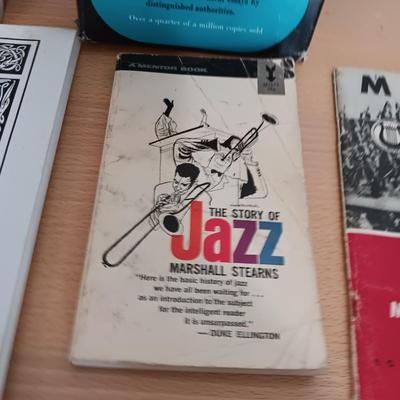 distinguished authorities.
Over a quarter of a million copies sold
A MENTOR BOOK
THE STORY OF
Jazz
MARSHALL STEARNS
"Here is the basic history of jazz
we have all been waiting for....
as an introduction to the subject
for the intelligent reader
it is unsurpassed."
— DUKE ELLINGTON
M